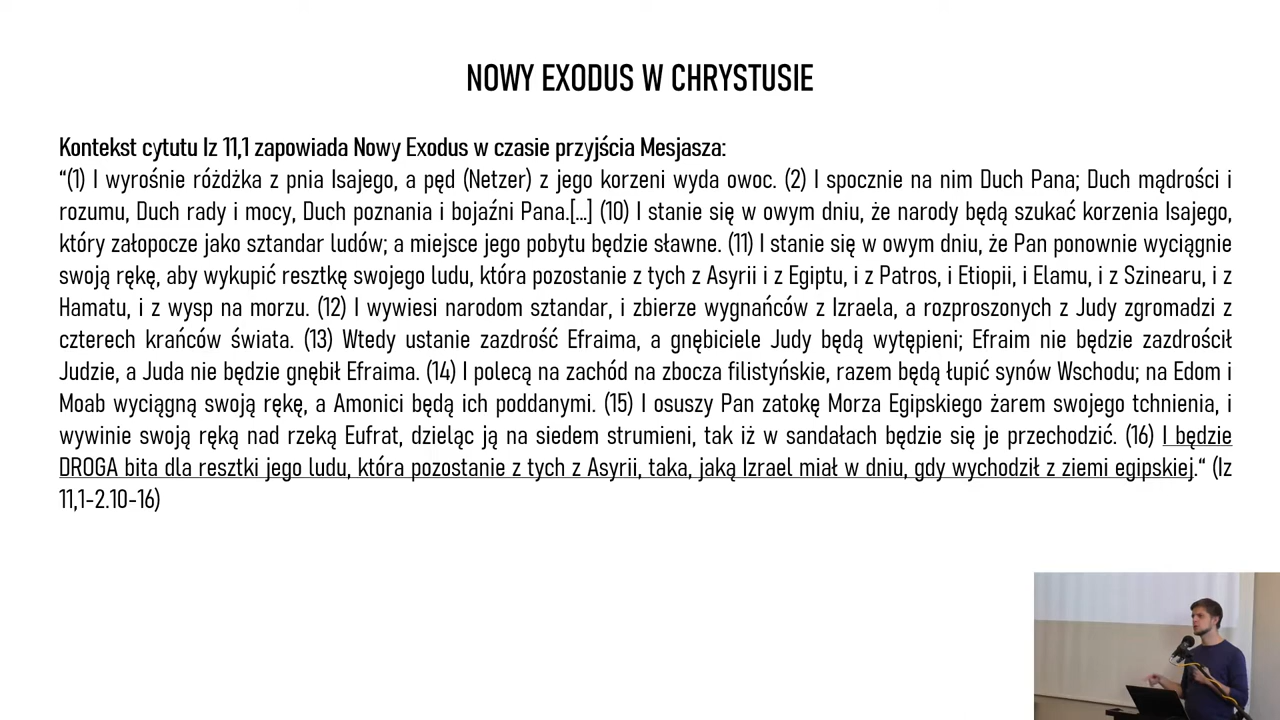 NOWY EXODUS W CHRYSTUSIE
Kontekst cytutu Iz 11,1 zapowiada Nowy Exodus w czasie przyjścia Mesjasza:
“(1) I wyrośnie różdżka z pnia Isajego, a pęd (Netzer) z jego korzeni wyda owoc. (2) I spocznie na nim Duch Pana; Duch mądrości i
rozumu, Duch rady i mocy, Duch poznania i bojaźni Pana.[...] (10) I stanie się w owym dniu, że narody będą szukać korzenia Isajego,
który załopocze jako sztandar ludów; a miejsce jego pobytu będzie sławne. (11) I stanie się w owym dniu, że Pan ponownie wyciągnie
swoją rękę, aby wykupić resztkę swojego ludu, która pozostanie z tych z Asyrii i z Egiptu, i z Patros, i Etiopii, i Elamu, i z Szinearu, i z
Hamatu, i z wysp na morzu. (12) I wywiesi narodom sztandar, i zbierze wygnańców z Izraela, a rozproszonych z Judy zgromadzi z
czterech krańców świata. (13) Wtedy ustanie zazdrość Efraima, a gnębiciele Judy będą wytępieni; Efraim nie będzie zazdrościł
Judzie, a Juda nie będzie gnębił Efraima. (14) I polecą na zachód na zbocza filistyńskie, razem będą łupić synów Wschodu; na Edom i
Moab wyciągną swoją rękę, a Amonici będą ich poddanymi. (15) I osuszy Pan zatokę Morza Egipskiego żarem swojego tchnienia, i
wywinie swoją ręką nad rzeką Eufrat, dzieląc ją na siedem strumieni, tak iż w sandałach będzie się je przechodzić. (16) I będzie
DROGA bita dla resztki jego ludu, która pozostanie z tych z Asyrii, taka, jaką Izrael miał w dniu, gdy wychodził z ziemi egipskiej.“ (Iz
11,1-2.10-16)